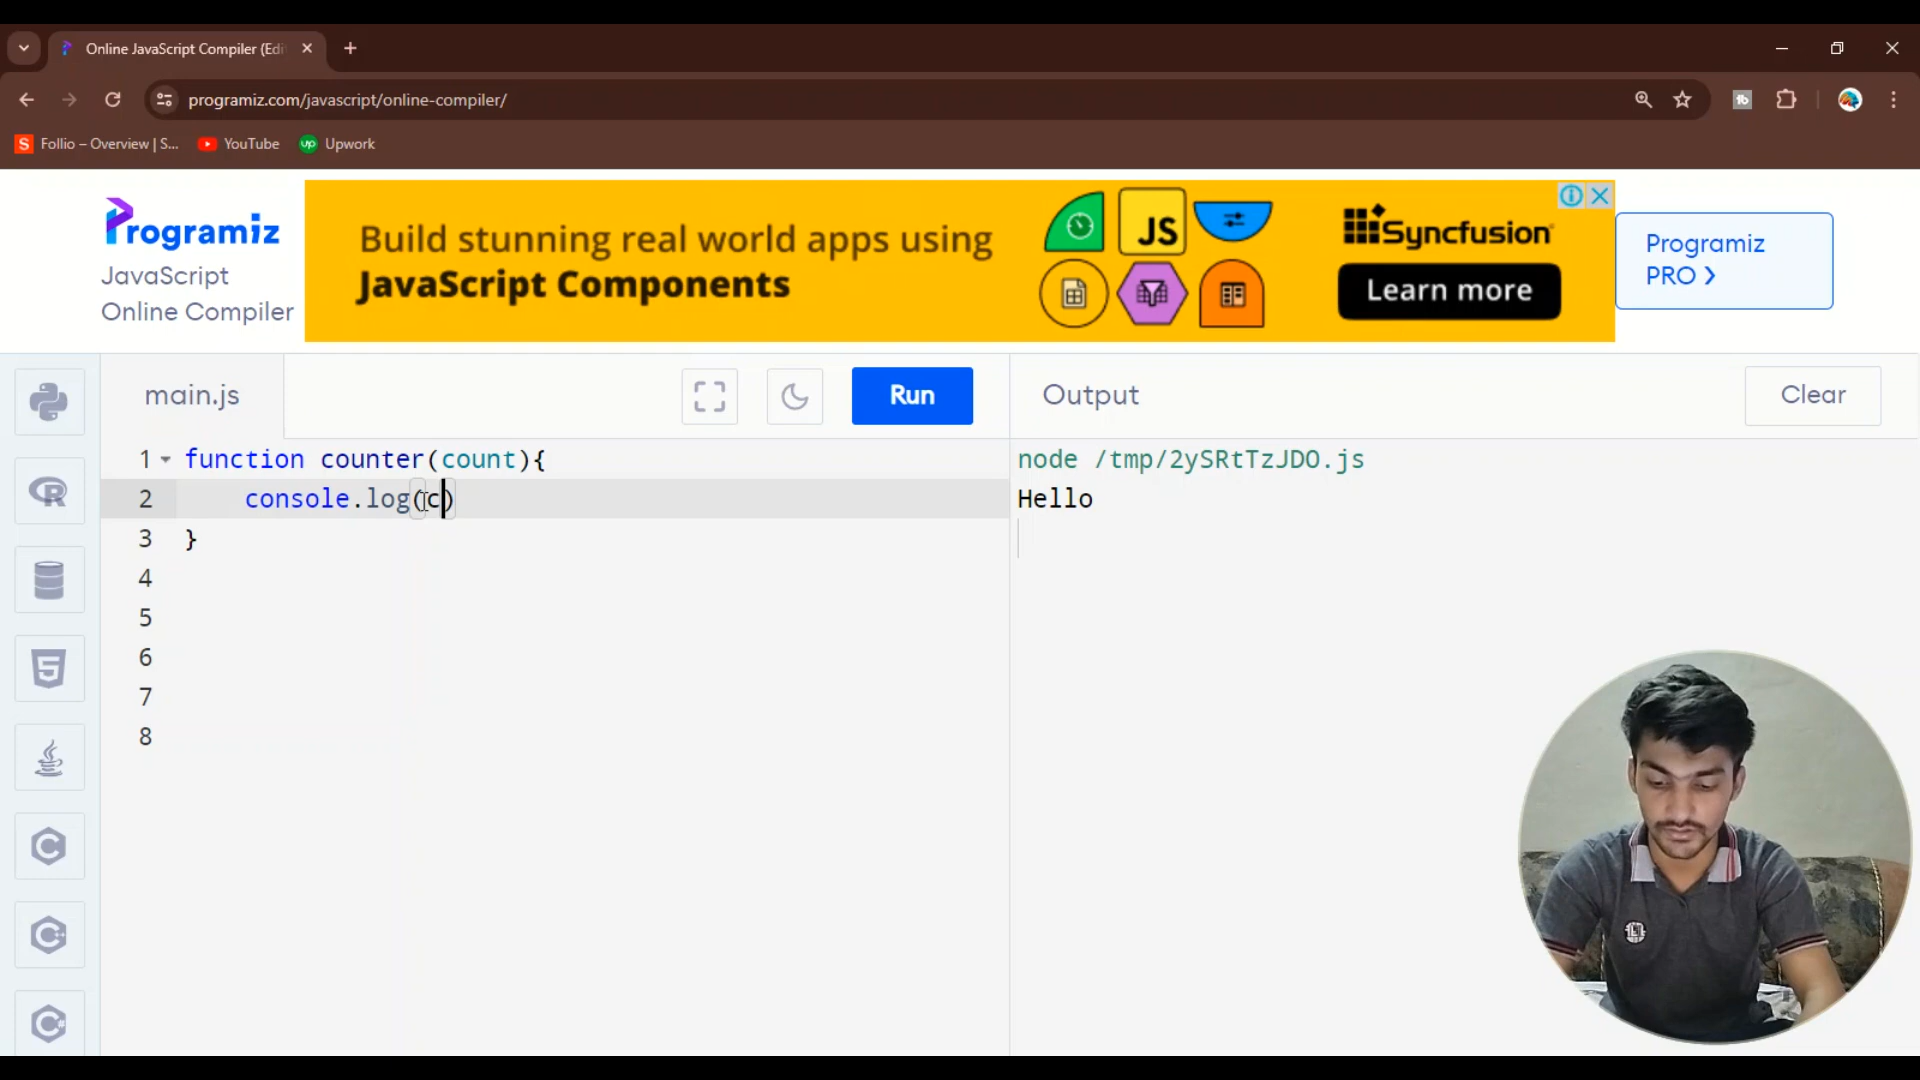 Online JavaScript Compiler (Edi
programiz.com/javascript/online-compiler/
S Follio – Overview | S...
YouTube
up Upwork
Programiz
JavaScript
Online Compiler
Build stunning real world apps using
JavaScript Components
JS
Syncfusion
Learn more
Programiz
PRO >
main.js
Run
Output
Clear
1 function counter(count){
2 console.log(c)
3 }
4
5
6
7
8
node /tmp/2ySRtTzJDO.js
Hello